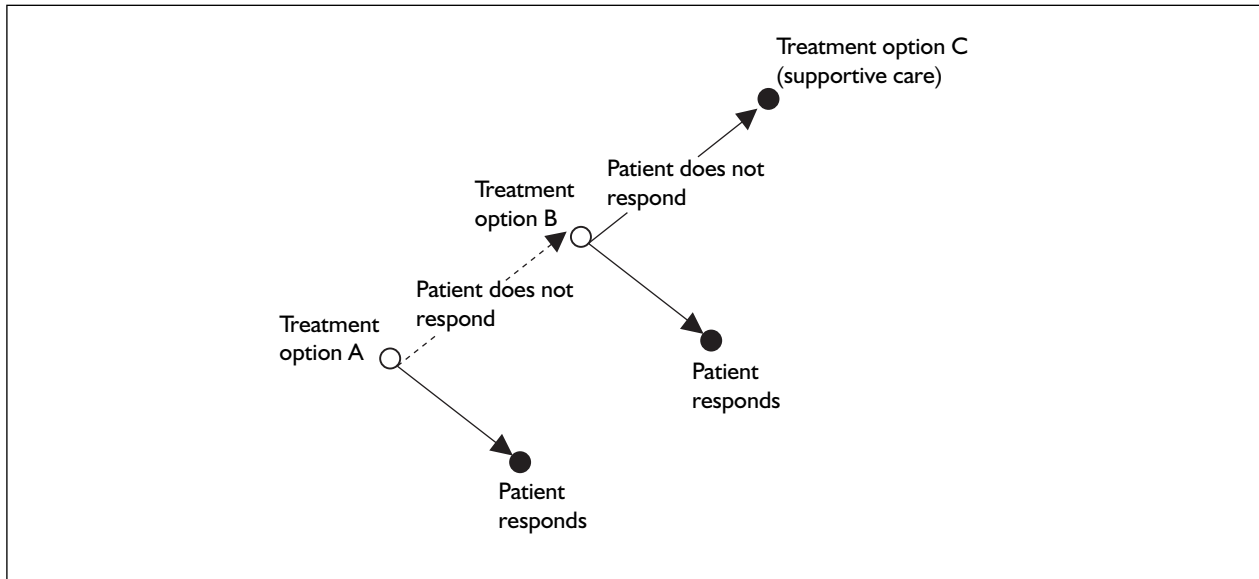 Treatment option C
(supportive care)
Patient does not
respond
Treatment
option B
Patient does not
respond
Treatment
option A
Patient
responds
Patient
responds